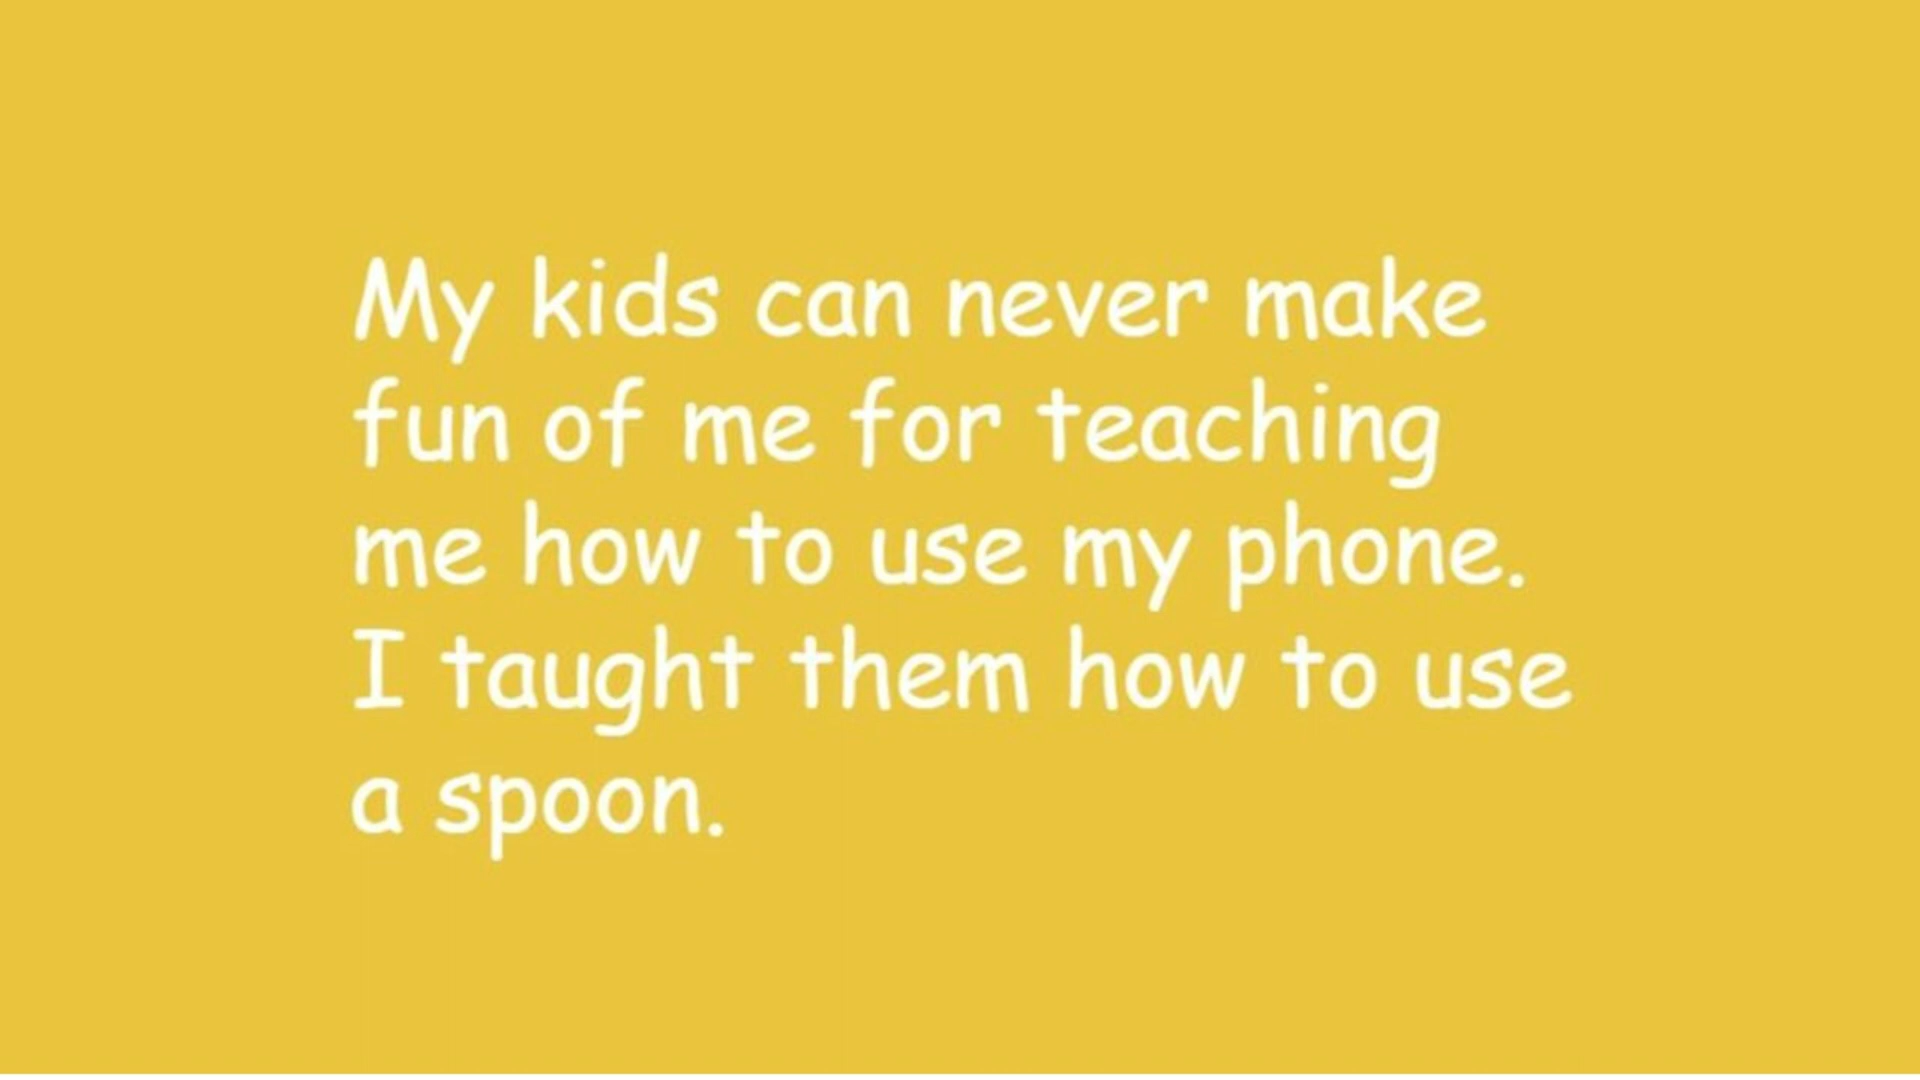 My kids can never make
fun of me for teaching
me how to use my phone.
I taught them how to use
a spoon.